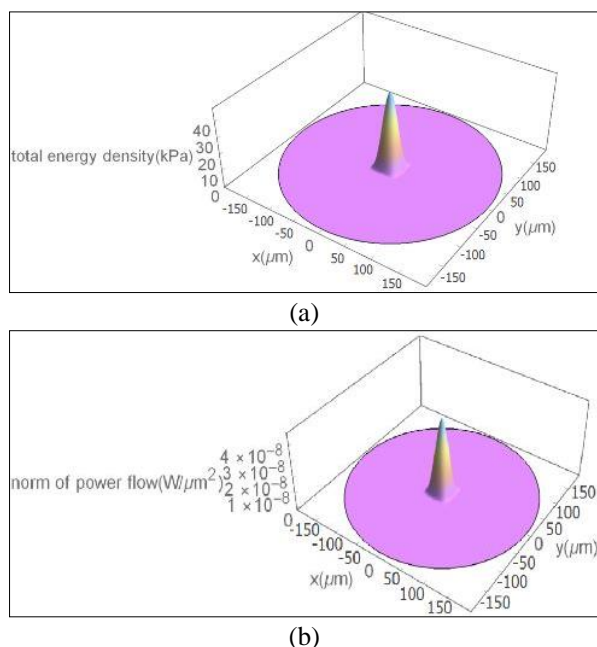 40
30
total energy density(kPa)
20
10
0
-150
-100
-50
0
50
100
150
x(μm)
150
100
50
0
-50
-100
-150
y(μm)
(a)
4 × 10⁻⁸
3 × 10⁻⁸
norm of power flow(W/μm²)
2 × 10⁻⁸
1 × 10⁻⁸
0
-150
-100
-50
0
50
100
150
x(μm)
150
100
50
0
-50
-100
-150
y(μm)
(b)